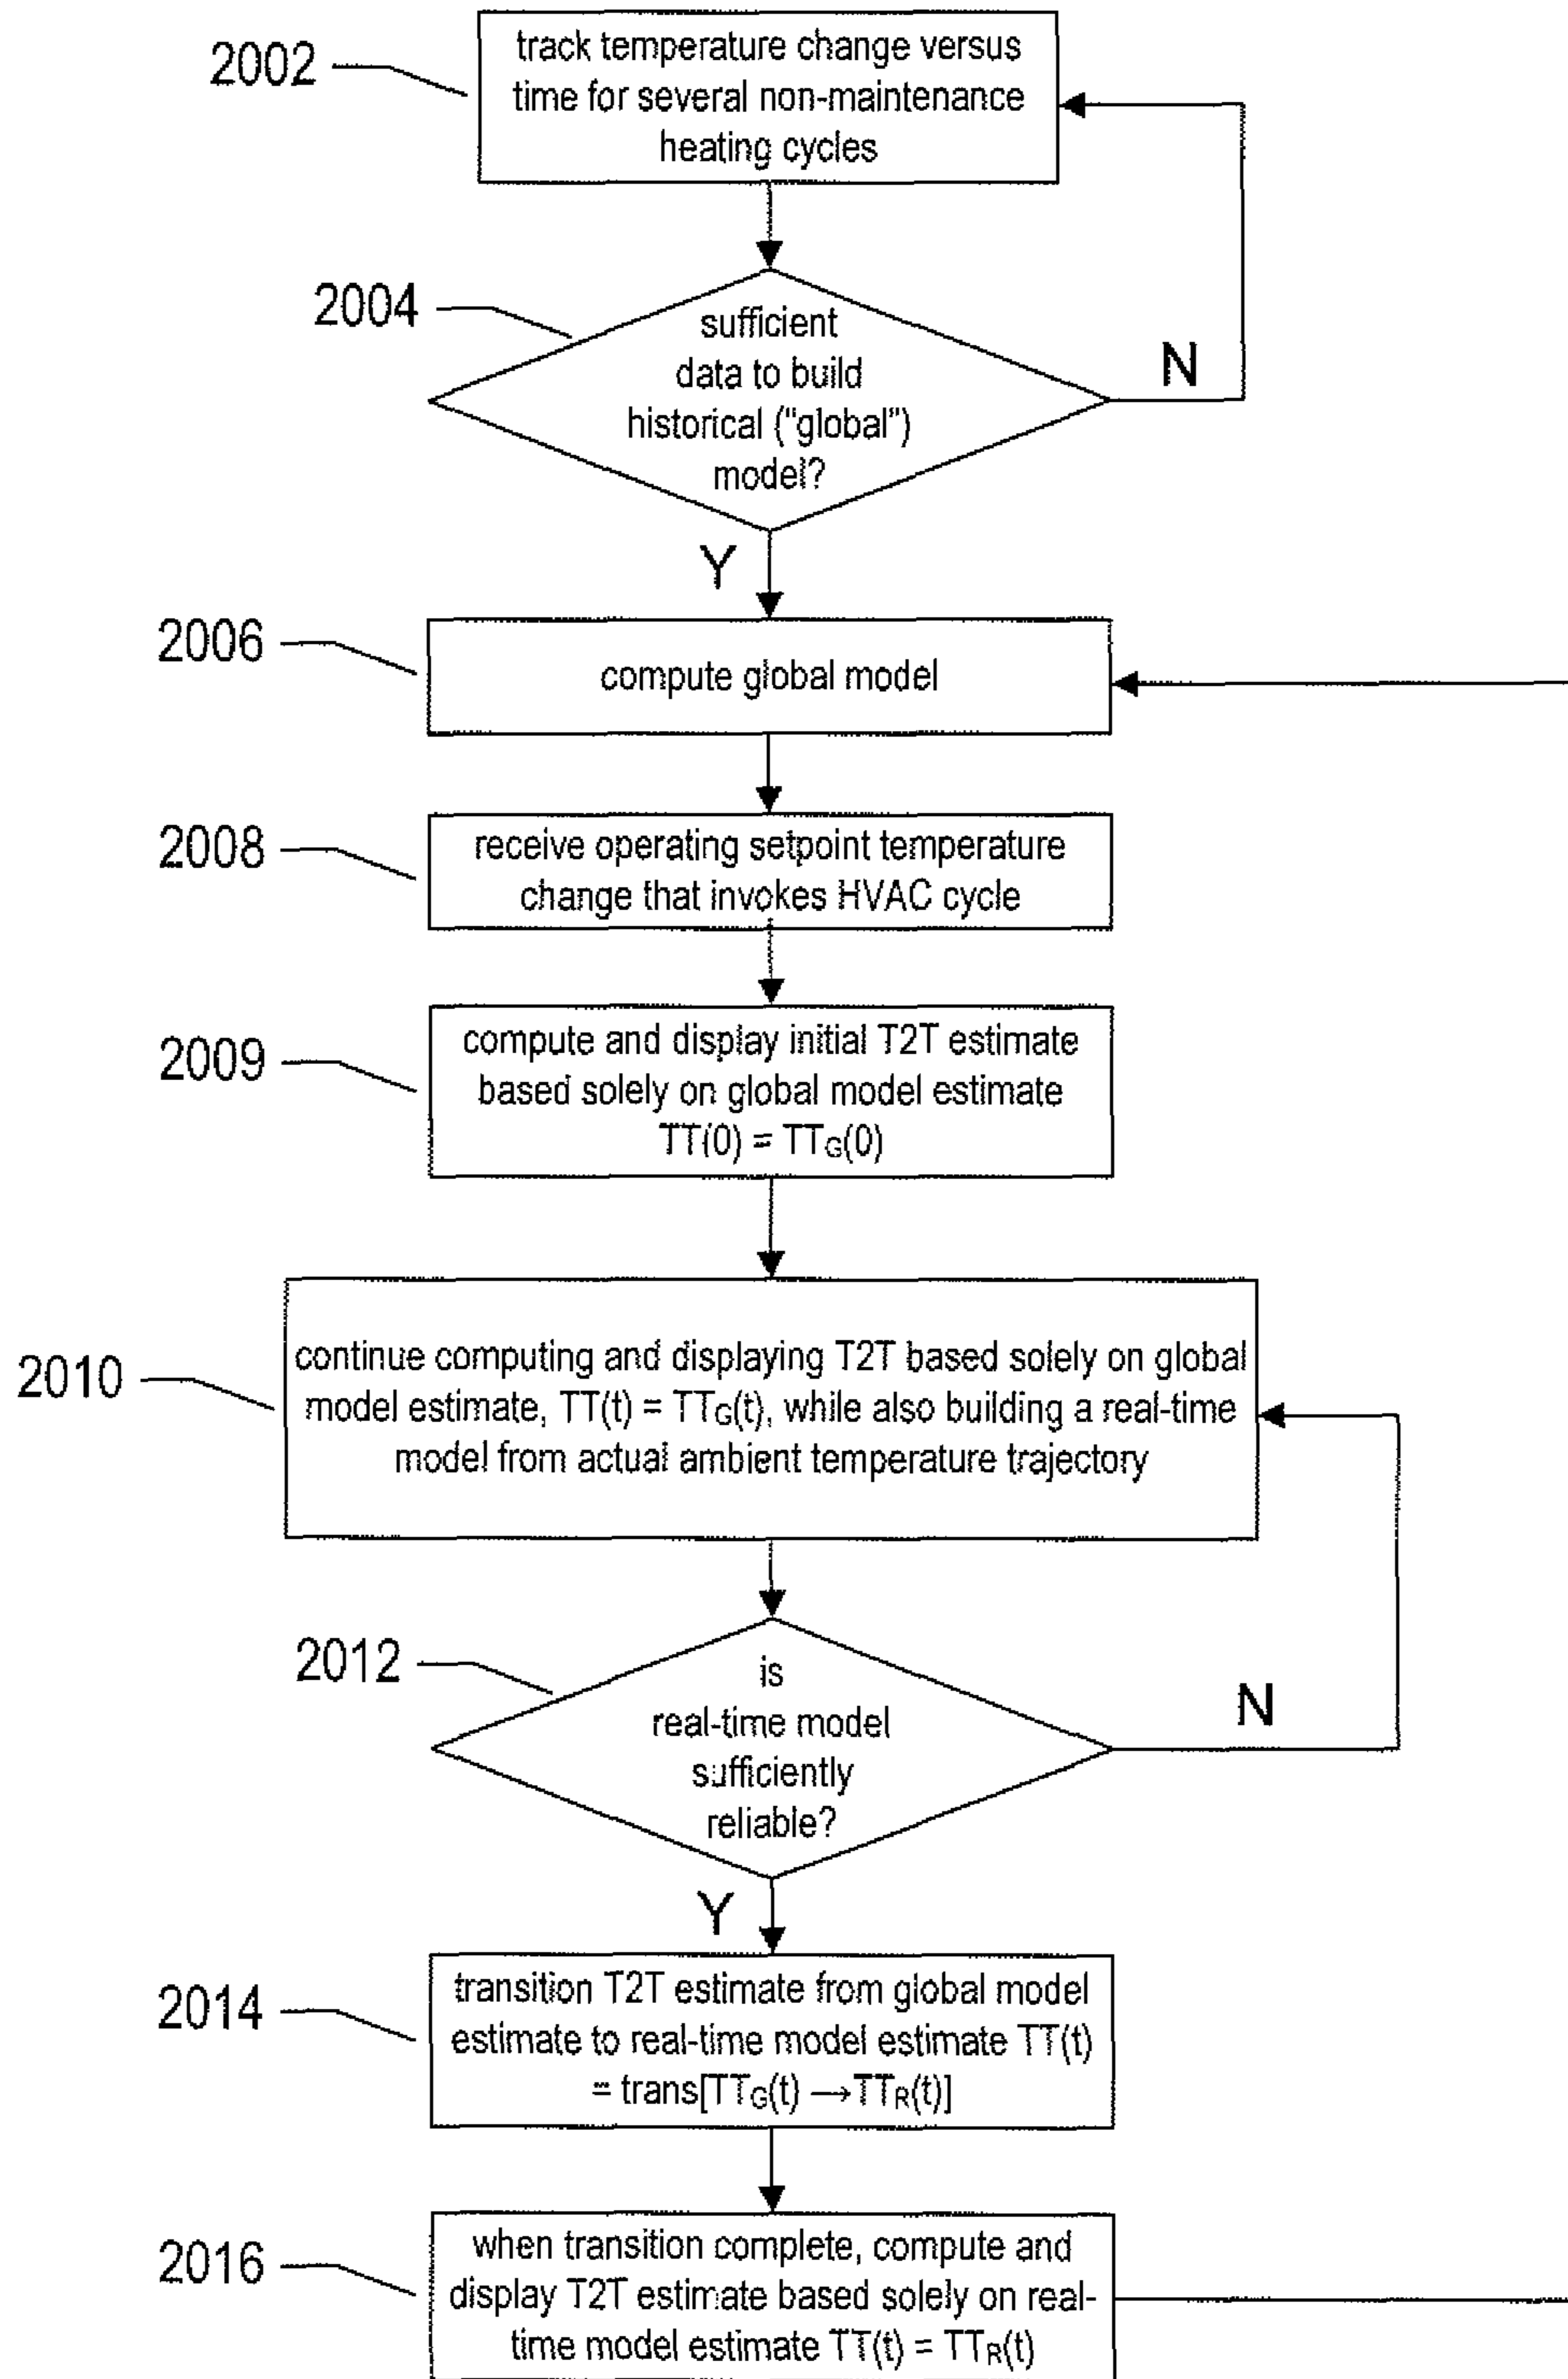 2002
track temperature change versus
time for several non-maintenance
heating cycles
2004
sufficient
data to build
historical ("global")
model?
N
Y
2006
compute global model
2008
receive operating setpoint temperature
change that invokes HVAC cycle
2009
compute and display initial T2T estimate
based solely on global model estimate
TT(0) = TTG(0)
2010
continue computing and displaying T2T based solely on global
model estimate, TT(t) = TTG(t), while also building a real-time
model from actual ambient temperature trajectory
2012
is
real-time model
sufficiently
reliable?
N
Y
2014
transition T2T estimate from global model
estimate to real-time model estimate TT(t)
= trans[TTG(t) →TTR(t)]
2016
when transition complete, compute and
display T2T estimate based solely on real-
time model estimate TT(t) = TTR(t)